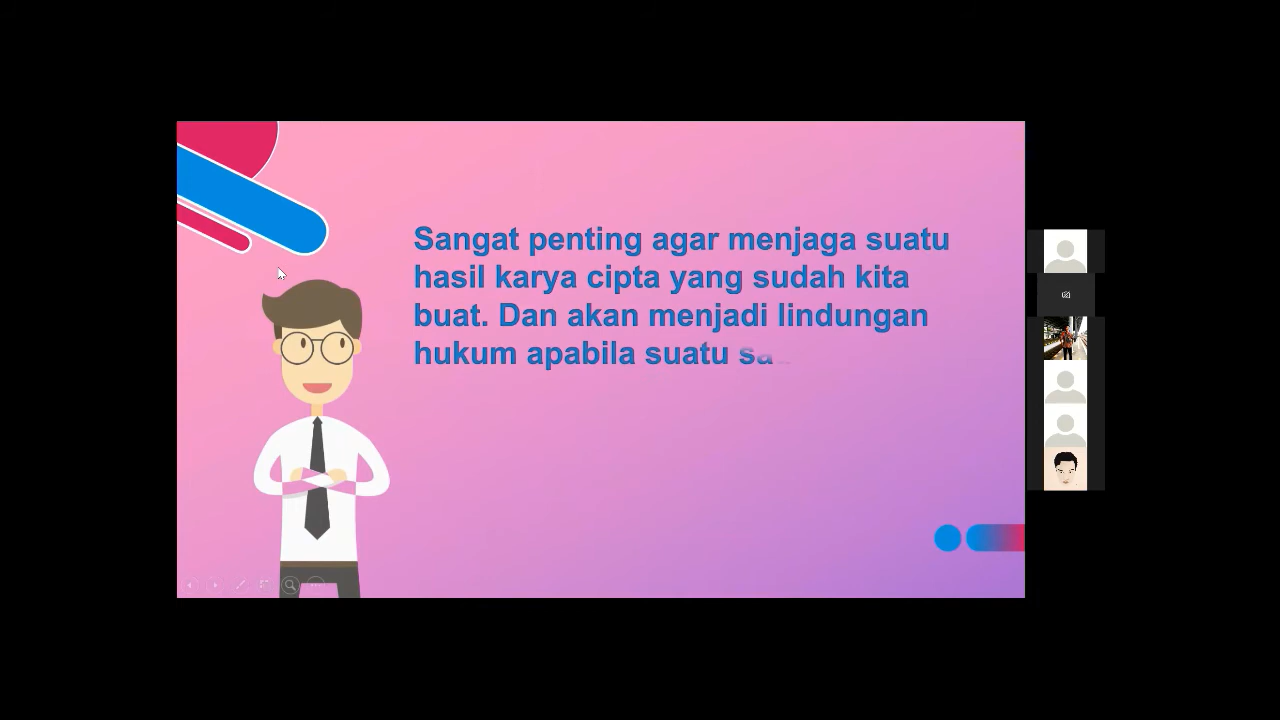 Sangat penting agar menjaga suatu
hasil karya cipta yang sudah kita
buat. Dan akan menjadi lindungan
hukum apabila suatu